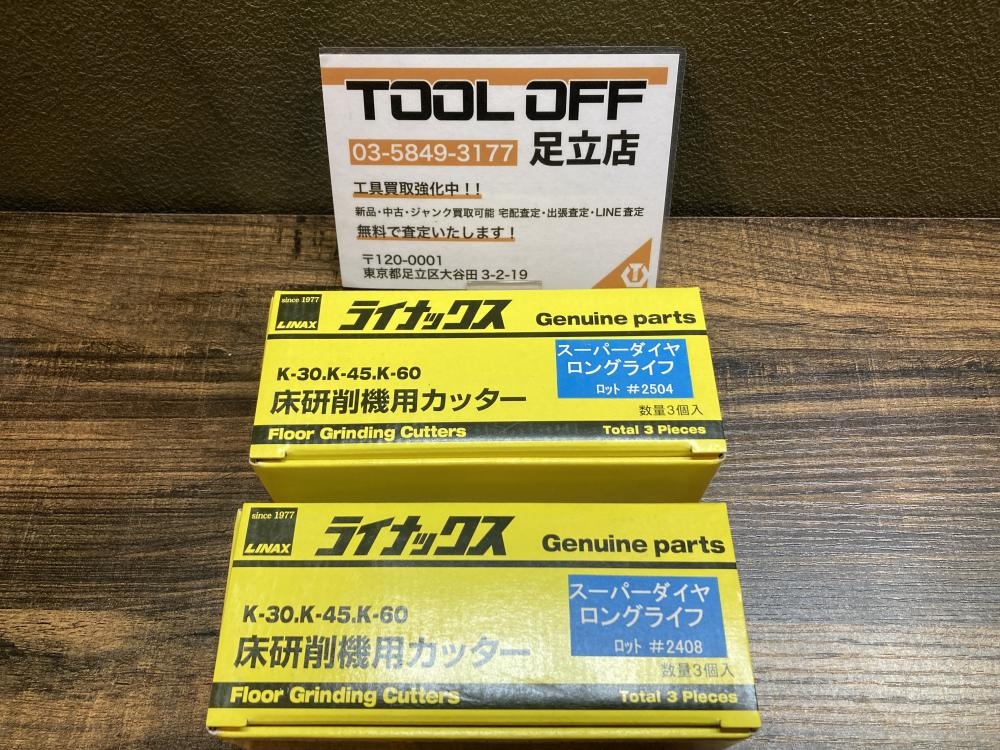 TOOL OFF
03-5849-3177 足立店
工具買取強化中！！
新品・中古・ジャンク買取可能 宅配査定・出張査定・LINE査定
無料で査定いたします！
〒120-0001
東京都足立区大谷田3-2-19
since 1977
LINAX
ライナックス
Genuine parts
K-30.K-45.K-60
床研削機用カッター
スーパーダイヤ
ロングライフ
ロット #2504
数量3個入
Floor Grinding Cutters
Total 3 Pieces
since 1977
LINAX
ライナックス
Genuine parts
K-30.K-45.K-60
床研削機用カッター
スーパーダイヤ
ロングライフ
ロット #2408
数量3個入
Floor Grinding Cutters
Total 3 Pieces